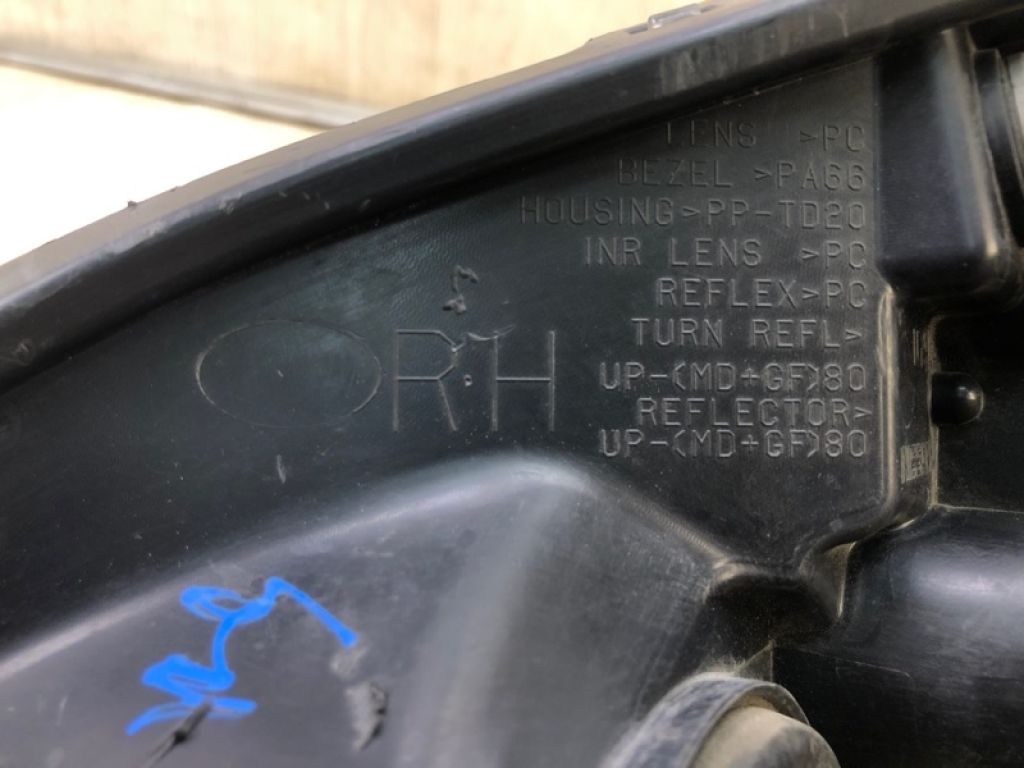 LENS >PC
BEZEL >PA66
HOUSING>PP-TD20
INR LENS >PC
REFLEX>PC
TURN REFL>
UP-(MD+GF)80
REFLECTOR>
UP-(MD+GF)80
RH